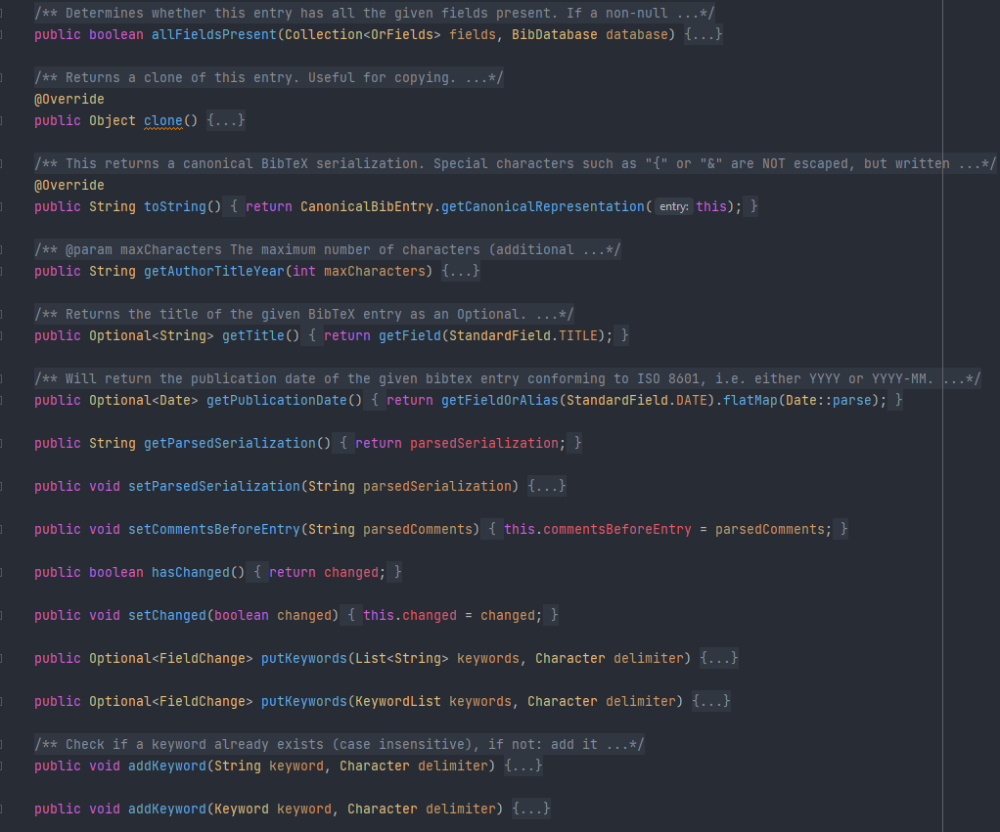 /** Determines whether this entry has all the given fields present. If a non-null ...*/
public boolean allFieldsPresent(Collection<OrFields> fields, BibDatabase database) {...}
/** Returns a clone of this entry. Useful for copying. ...*/
@Override
public Object clone() {...}
/** This returns a canonical BibTeX serialization. Special characters such as "{" or "&" are NOT escaped, but written ...*/
@Override
public String toString() { return CanonicalBibEntry.getCanonicalRepresentation( entry: this); }
/** @param maxCharacters The maximum number of characters (additional ...*/
public String getAuthorTitleYear(int maxCharacters) {...}
/** Returns the title of the given BibTeX entry as an Optional. ...*/
public Optional<String> getTitle() { return getField(StandardField.TITLE); }
/** Will return the publication date of the given bibtex entry conforming to ISO 8601, i.e. either YYYY or YYYY-MM. ...*/
public Optional<Date> getPublicationDate() { return getFieldOrAlias(StandardField.DATE).flatMap(Date::parse); }
public String getParsedSerialization() { return parsedSerialization; }
public void setParsedSerialization(String parsedSerialization) {...}
public void setCommentsBeforeEntry(String parsedComments) { this.commentsBeforeEntry = parsedComments; }
public boolean hasChanged() { return changed; }
public void setChanged(boolean changed) { this.changed = changed; }
public Optional<FieldChange> putKeywords(List<String> keywords, Character delimiter) {...}
public Optional<FieldChange> putKeywords(KeywordList keywords, Character delimiter) {...}
/** Check if a keyword already exists (case insensitive), if not: add it ...*/
public void addKeyword(String keyword, Character delimiter) {...}
public void addKeyword(Keyword keyword, Character delimiter) {...}